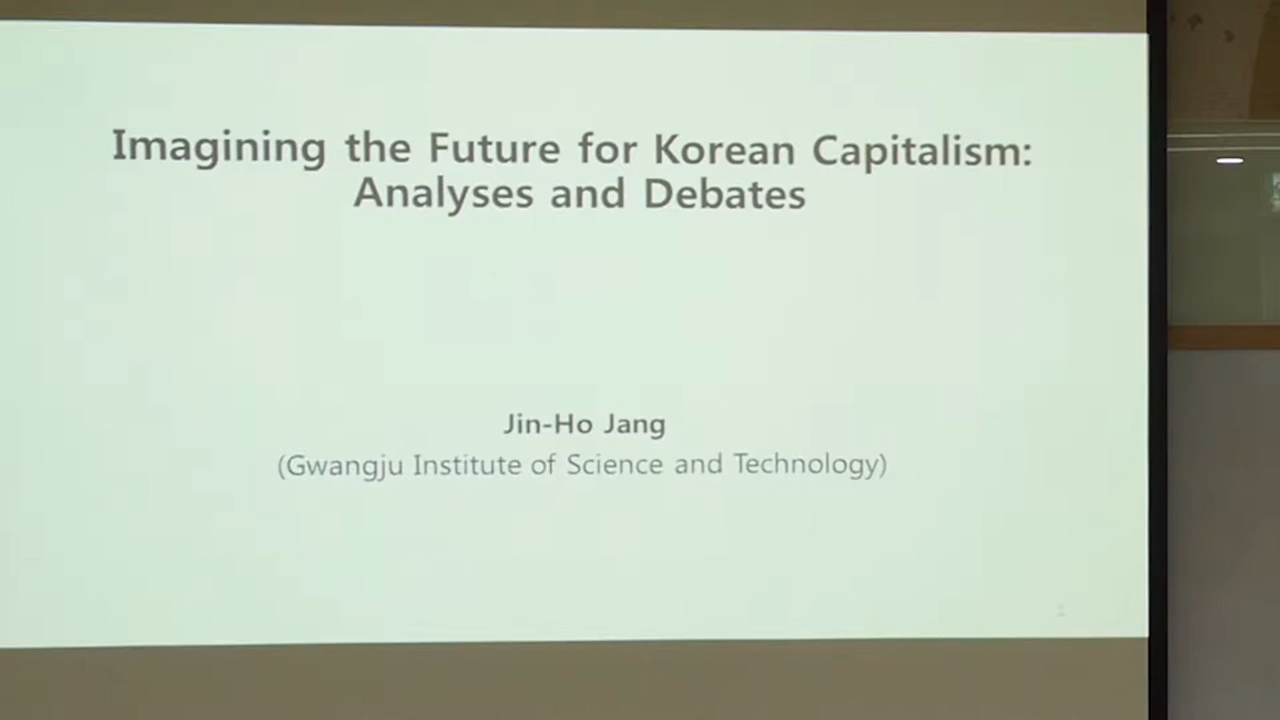 Imagining the Future for Korean Capitalism:
Analyses and Debates
Jin-Ho Jang
(Gwangju Institute of Science and Technology)